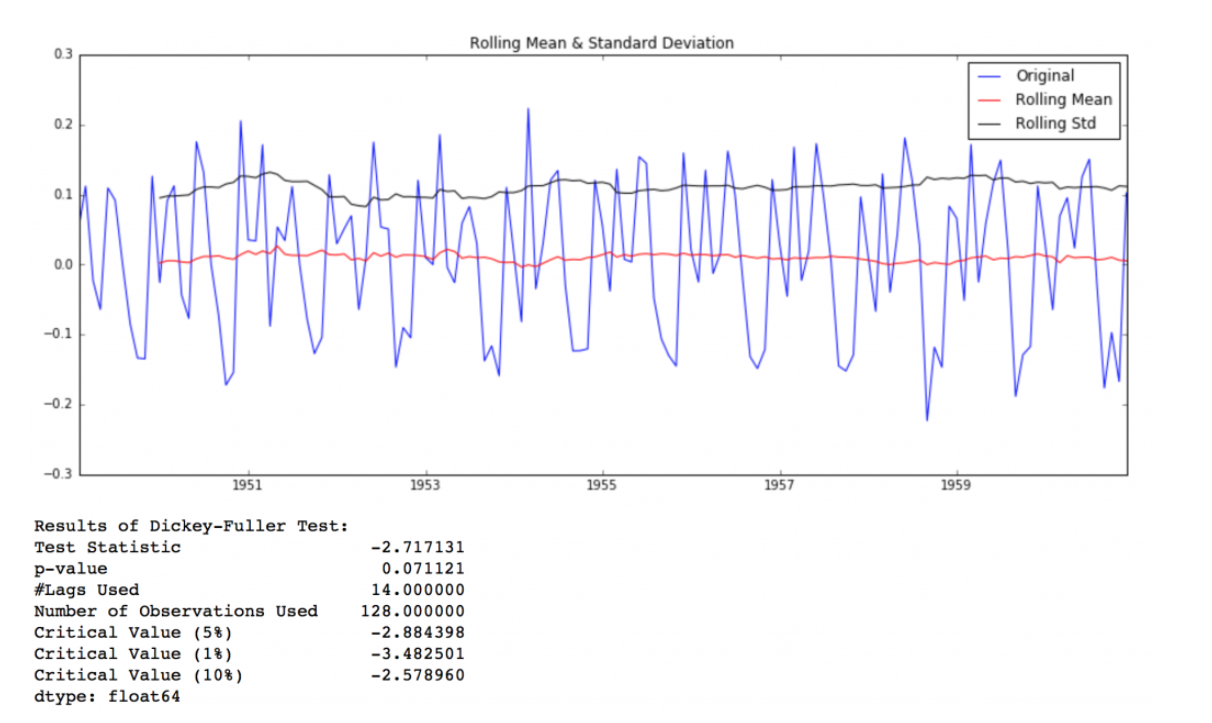 Rolling Mean & Standard Deviation
0.3
0.2
0.1
0.0
−0.1
−0.2
−0.3
Original
Rolling Mean
Rolling Std
1951 1953 1955 1957 1959
Results of Dickey-Fuller Test:
Test Statistic -2.717131
p-value 0.071121
#Lags Used 14.000000
Number of Observations Used 128.000000
Critical Value (5%) -2.884398
Critical Value (1%) -3.482501
Critical Value (10%) -2.578960
dtype: float64